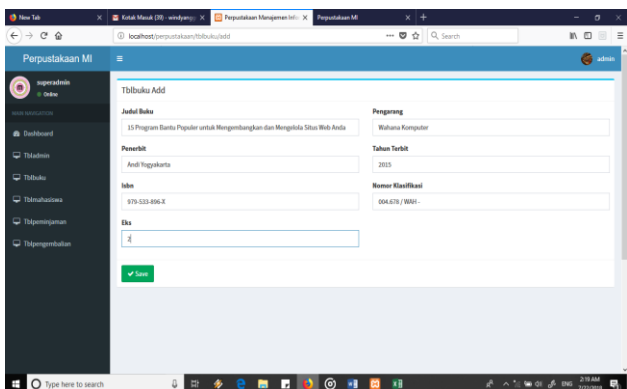 New Tab
Kotak Masuk (39) - windyang
Perpustakaan Manajemen Info
Perpustakaan MI
localhost/perpustakaan/tblbuku/add
Search
Perpustakaan MI
admin
superadmin
Online
MAIN NAVIGATION
Dashboard
Tbladmin
Tblbuku
Tblmahasiswa
Tblpeminjaman
Tblpengembalian
Tblbuku Add
Judul Buku
15 Program Bantu Populer untuk Mengembangkan dan Mengelola Situs Web Anda
Pengarang
Wahana Komputer
Penerbit
Andi Yogyakarta
Tahun Terbit
2015
Isbn
979-533-896-X
Nomor Klasifikasi
004.678 / WAH -
Eks
2
Save
Type here to search
ENG
2:18 AM